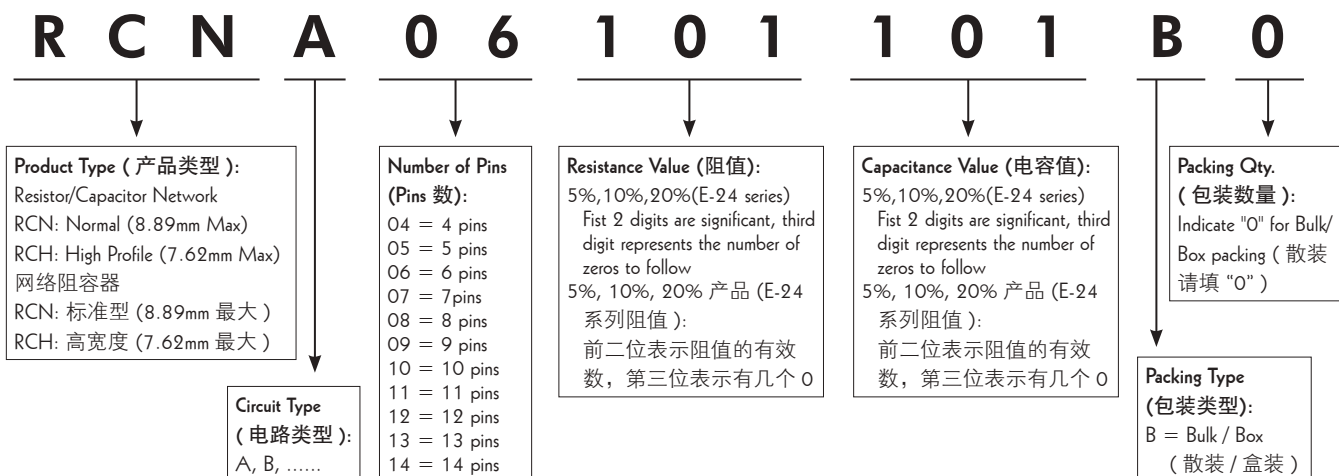 R C N A 0 6 1 0 1 1 0 1 B 0
Product Type ( 产品类型 ):
Resistor/Capacitor Network
RCN: Normal (8.89mm Max)
RCH: High Profile (7.62mm Max)
网络阻容器
RCN: 标准型 (8.89mm 最大 )
RCH: 高宽度 (7.62mm 最大 )
Circuit Type
( 电路类型 ):
A, B, ......
Number of Pins
(Pins 数):
04 = 4 pins
05 = 5 pins
06 = 6 pins
07 = 7pins
08 = 8 pins
09 = 9 pins
10 = 10 pins
11 = 11 pins
12 = 12 pins
13 = 13 pins
14 = 14 pins
Resistance Value (阻值):
5%,10%,20%(E-24 series)
Fist 2 digits are significant, third
digit represents the number of
zeros to follow
5%, 10%, 20% 产品 (E-24
系列阻值 ):
前二位表示阻值的有效
数，第三位表示有几个 0
Capacitance Value (电容值):
5%,10%,20%(E-24 series)
Fist 2 digits are significant, third
digit represents the number of
zeros to follow
5%, 10%, 20% 产品 (E-24
系列阻值 ):
前二位表示阻值的有效
数，第三位表示有几个 0
Packing Type
(包装类型):
B = Bulk / Box
( 散装 / 盒装 )
Packing Qty.
( 包装数量 ):
Indicate "0" for Bulk/
Box packing ( 散装
请填 “0” )